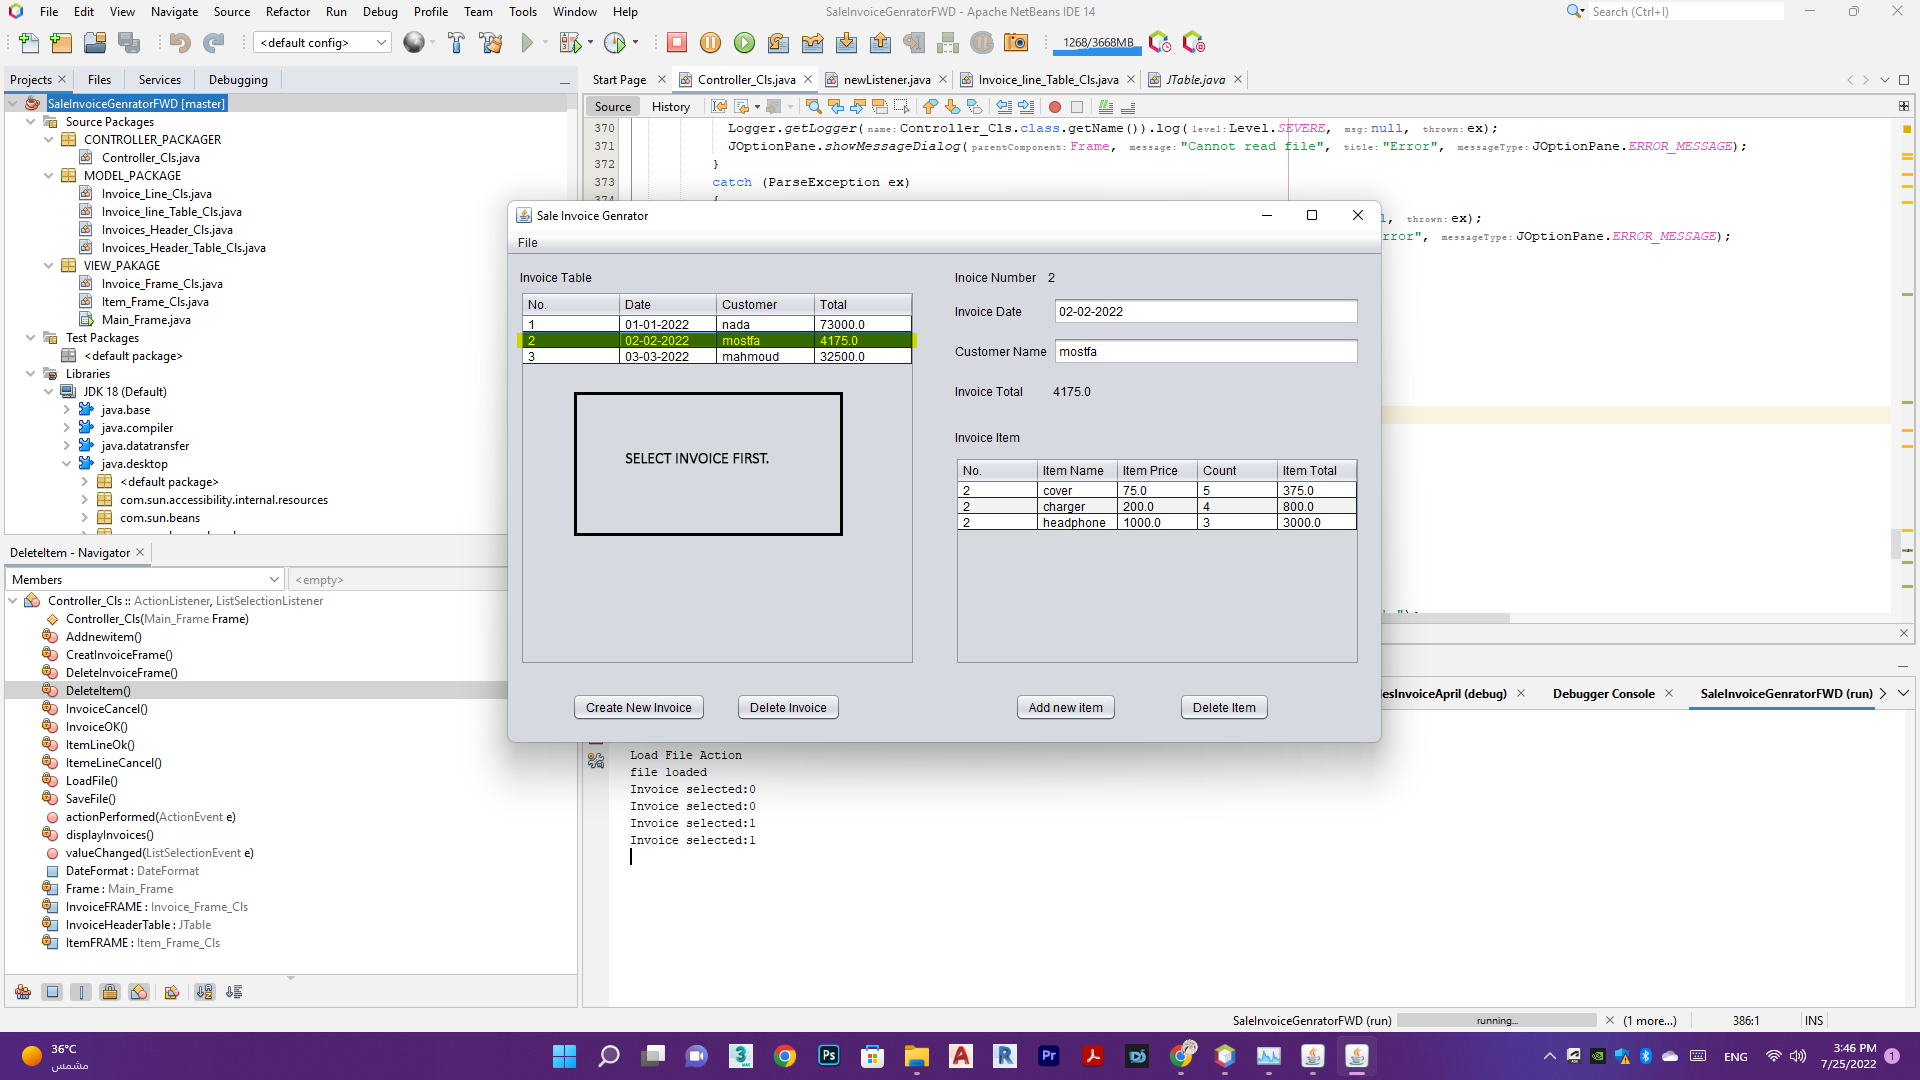 File Edit View Navigate Source Refactor Run Debug Profile Team Tools Window Help
SaleInvoiceGenratorFWD - Apache NetBeans IDE 14
Search (Ctrl+I)
<default config>
1268/3668MB
Projects Files Services Debugging
SaleInvoiceGenratorFWD [master]
Source Packages
CONTROLLER_PACKAGER
Controller_Cls.java
MODEL_PACKAGE
Invoice_Line_Cls.java
Invoice_line_Table_Cls.java
Invoices_Header_Cls.java
Invoices_Header_Table_Cls.java
VIEW_PAKAGE
Invoice_Frame_Cls.java
Item_Frame_Cls.java
Main_Frame.java
Test Packages
<default package>
Libraries
JDK 18 (Default)
java.base
java.compiler
java.datatransfer
java.desktop
<default package>
com.sun.accessibility.internal.resources
com.sun.beans
DeleteItem - Navigator
Members
<empty>
Controller_Cls :: ActionListener, ListSelectionListener
Controller_Cls(Main_Frame Frame)
Addnewitem()
CreatInvoiceFrame()
DeleteInvoiceFrame()
DeleteItem()
InvoiceCancel()
InvoiceOK()
ItemLineOk()
ItemeLineCancel()
LoadFile()
SaveFile()
actionPerformed(ActionEvent e)
displayInvoices()
valueChanged(ListSelectionEvent e)
DateFormat : DateFormat
Frame : Main_Frame
InvoiceFRAME : Invoice_Frame_Cls
InvoiceHeaderTable : JTable
ItemFRAME : Item_Frame_Cls
Start Page Controller_Cls.java newListener.java Invoice_line_Table_Cls.java JTable.java
Source History
370 Logger.getLogger(name:Controller_Cls.class.getName()).log(level:Level.SEVERE, msg:null, thrown:ex);
371 JOptionPane.showMessageDialog(parentComponent:Frame, message:"Cannot read file", title:"Error", messageType:JOptionPane.ERROR_MESSAGE);
372 }
373 catch (ParseException ex)
l, thrown:ex);
rror", messageType:JOptionPane.ERROR_MESSAGE);
Sale Invoice Genrator
File
Invoice Table
No. Date Customer Total
1 01-01-2022 nada 73000.0
2 02-02-2022 mostfa 4175.0
3 03-03-2022 mahmoud 32500.0
SELECT INVOICE FIRST.
Create New Invoice Delete Invoice
Inoice Number 2
Invoice Date 02-02-2022
Customer Name mostfa
Invoice Total 4175.0
Invoice Item
No. Item Name Item Price Count Item Total
2 cover 75.0 5 375.0
2 charger 200.0 4 800.0
2 headphone 1000.0 3 3000.0
Add new item Delete Item
lesInvoiceApril (debug) Debugger Console SaleInvoiceGenratorFWD (run)
Load File Action
file loaded
Invoice selected:0
Invoice selected:0
Invoice selected:1
Invoice selected:1
SaleInvoiceGenratorFWD (run) running... (1 more...) 386:1 INS
36°C
مشمس
ENG
3:46 PM
7/25/2022
1